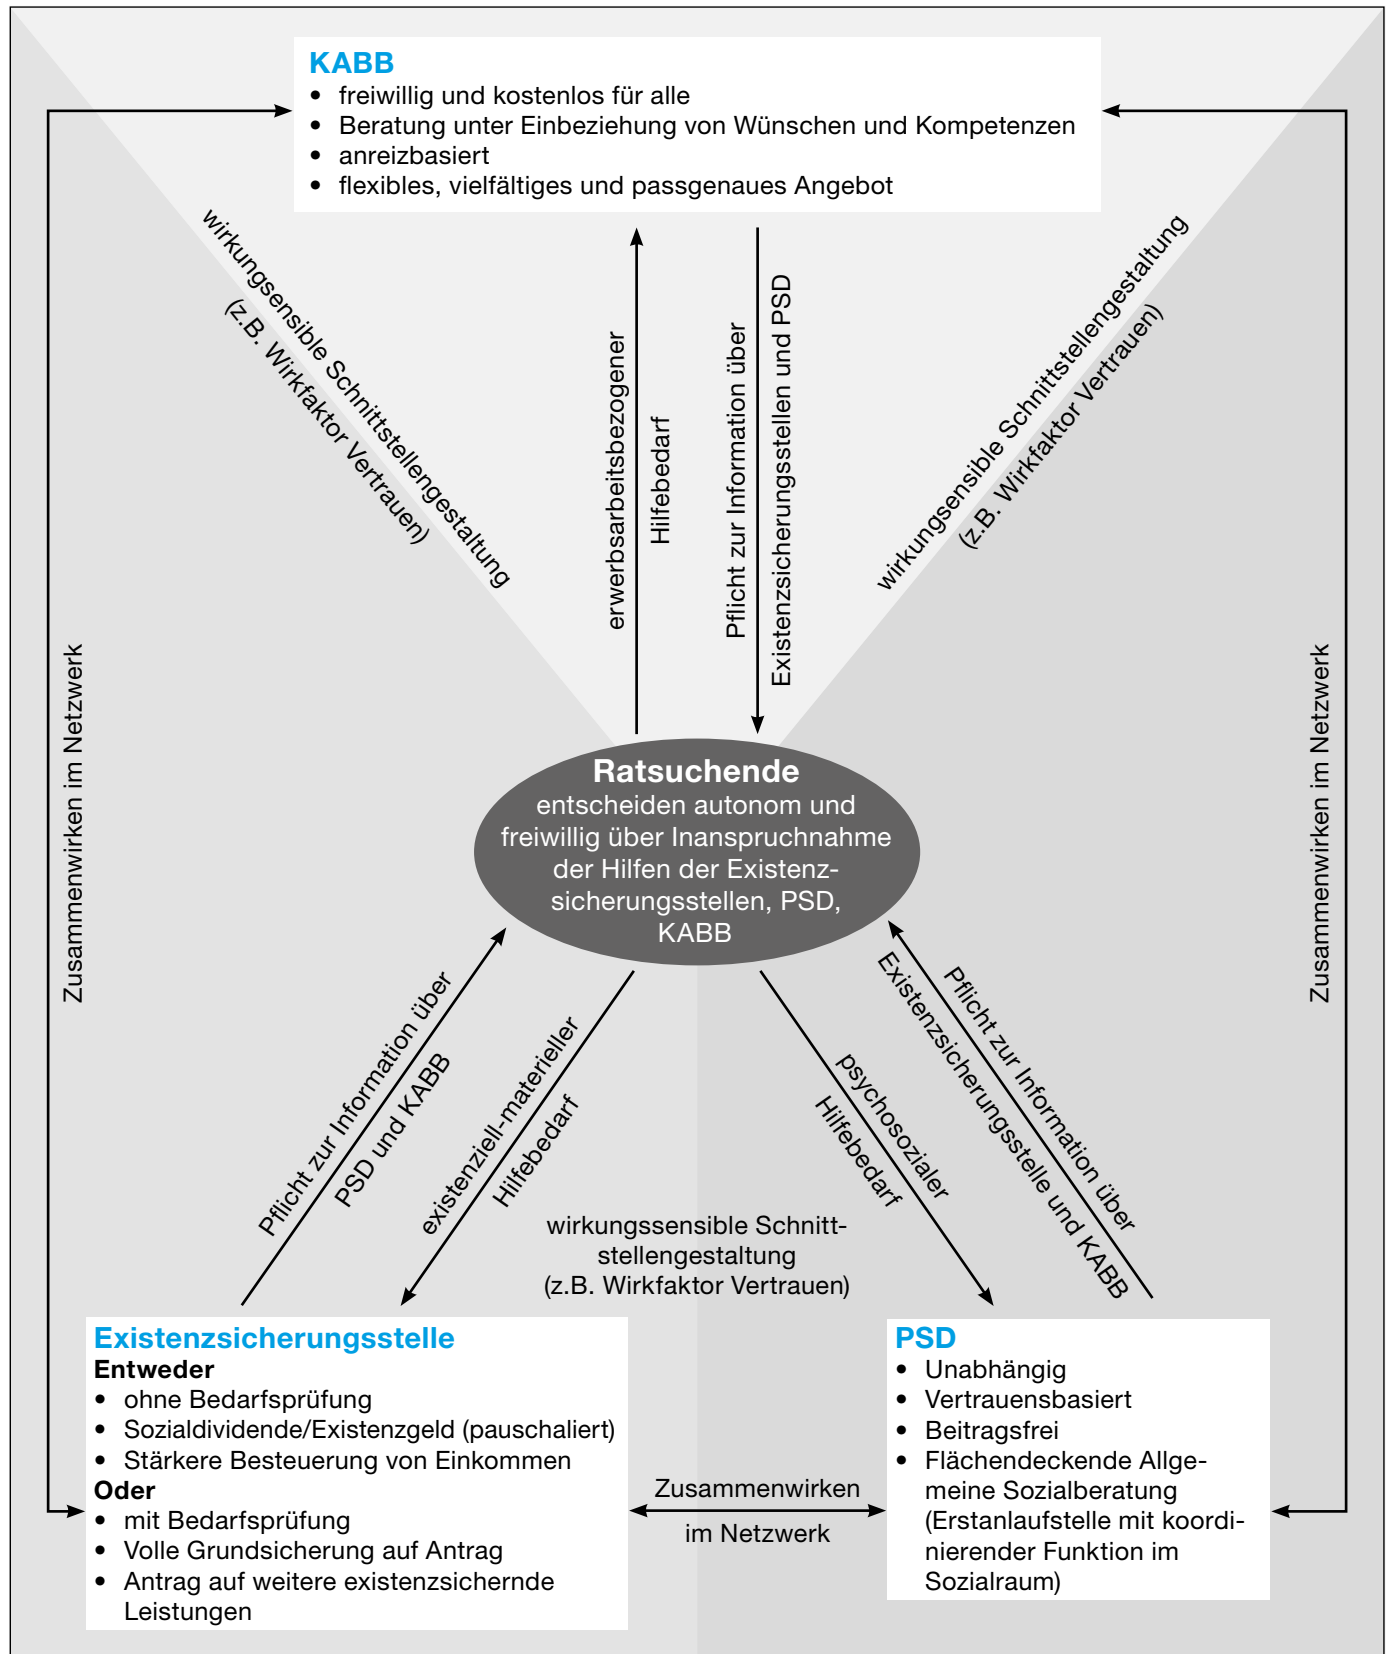 KABB
• freiwillig und kostenlos für alle
• Beratung unter Einbeziehung von Wünschen und Kompetenzen
• anreizbasiert
• flexibles, vielfältiges und passgenaues Angebot
wirkungsensible Schnittstellengestaltung
(z.B. Wirkfaktor Vertrauen)
erwerbsarbeitsbezogener
Hilfebedarf
Pflicht zur Information über
Existenzsicherungsstellen und PSD
wirkungsensible Schnittstellengestaltung
(z.B. Wirkfaktor Vertrauen)
Zusammenwirken im Netzwerk
Zusammenwirken im Netzwerk
Ratsuchende
entscheiden autonom und
freiwillig über Inanspruchnahme
der Hilfen der Existenz-
sicherungsstellen, PSD,
KABB
Pflicht zur Information über
PSD und KABB
existenziell-materieller
Hilfebedarf
psychosozialer
Hilfebedarf
Pflicht zur Information über
Existenzsicherungsstelle und KABB
wirkungssensible Schnitt-
stellengestaltung
(z.B. Wirkfaktor Vertrauen)
Existenzsicherungsstelle
Entweder
• ohne Bedarfsprüfung
• Sozialdividende/Existenzgeld (pauschaliert)
• Stärkere Besteuerung von Einkommen
Oder
• mit Bedarfsprüfung
• Volle Grundsicherung auf Antrag
• Antrag auf weitere existenzsichernde
Leistungen
Zusammenwirken
im Netzwerk
PSD
• Unabhängig
• Vertrauensbasiert
• Beitragsfrei
• Flächendeckende Allge-
meine Sozialberatung
(Erstanlaufstelle mit koordi-
nierender Funktion im
Sozialraum)